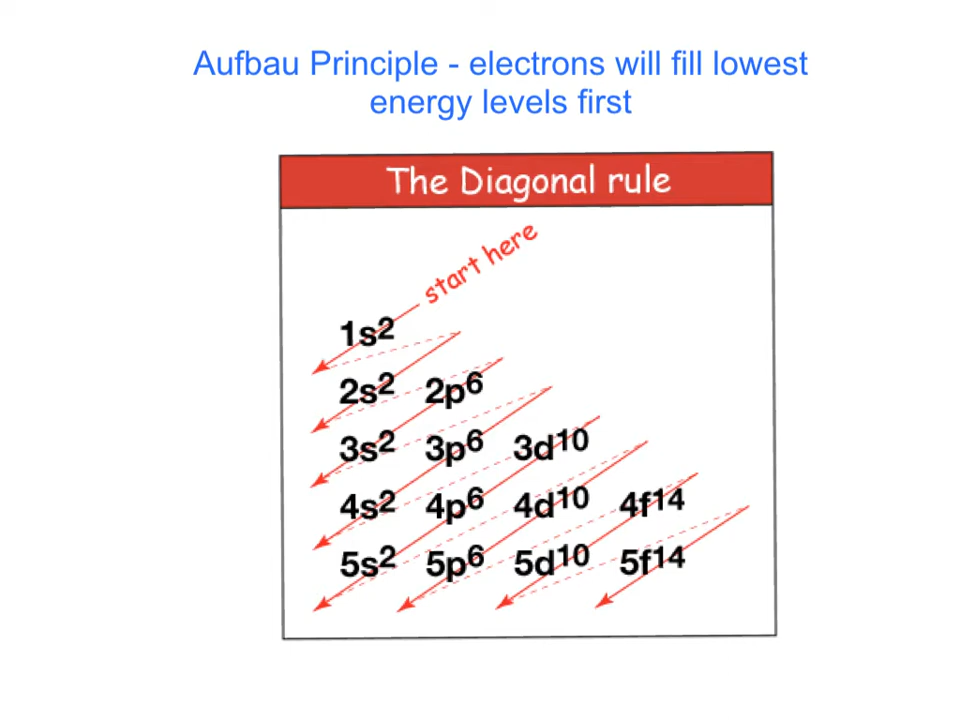 Aufbau Principle - electrons will fill lowest
energy levels first
The Diagonal rule
start here
1s²
2s² 2p⁶
3s² 3p⁶ 3d¹⁰
4s² 4p⁶ 4d¹⁰ 4f¹⁴
5s² 5p⁶ 5d¹⁰ 5f¹⁴